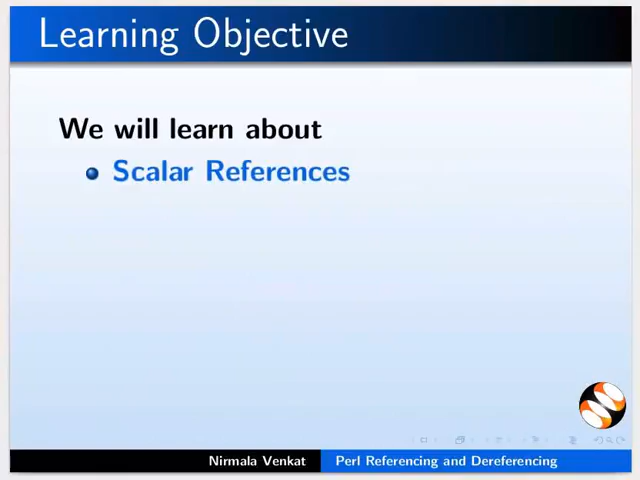 Learning Objective
We will learn about
Scalar References
Nirmala Venkat
Perl Referencing and Dereferencing